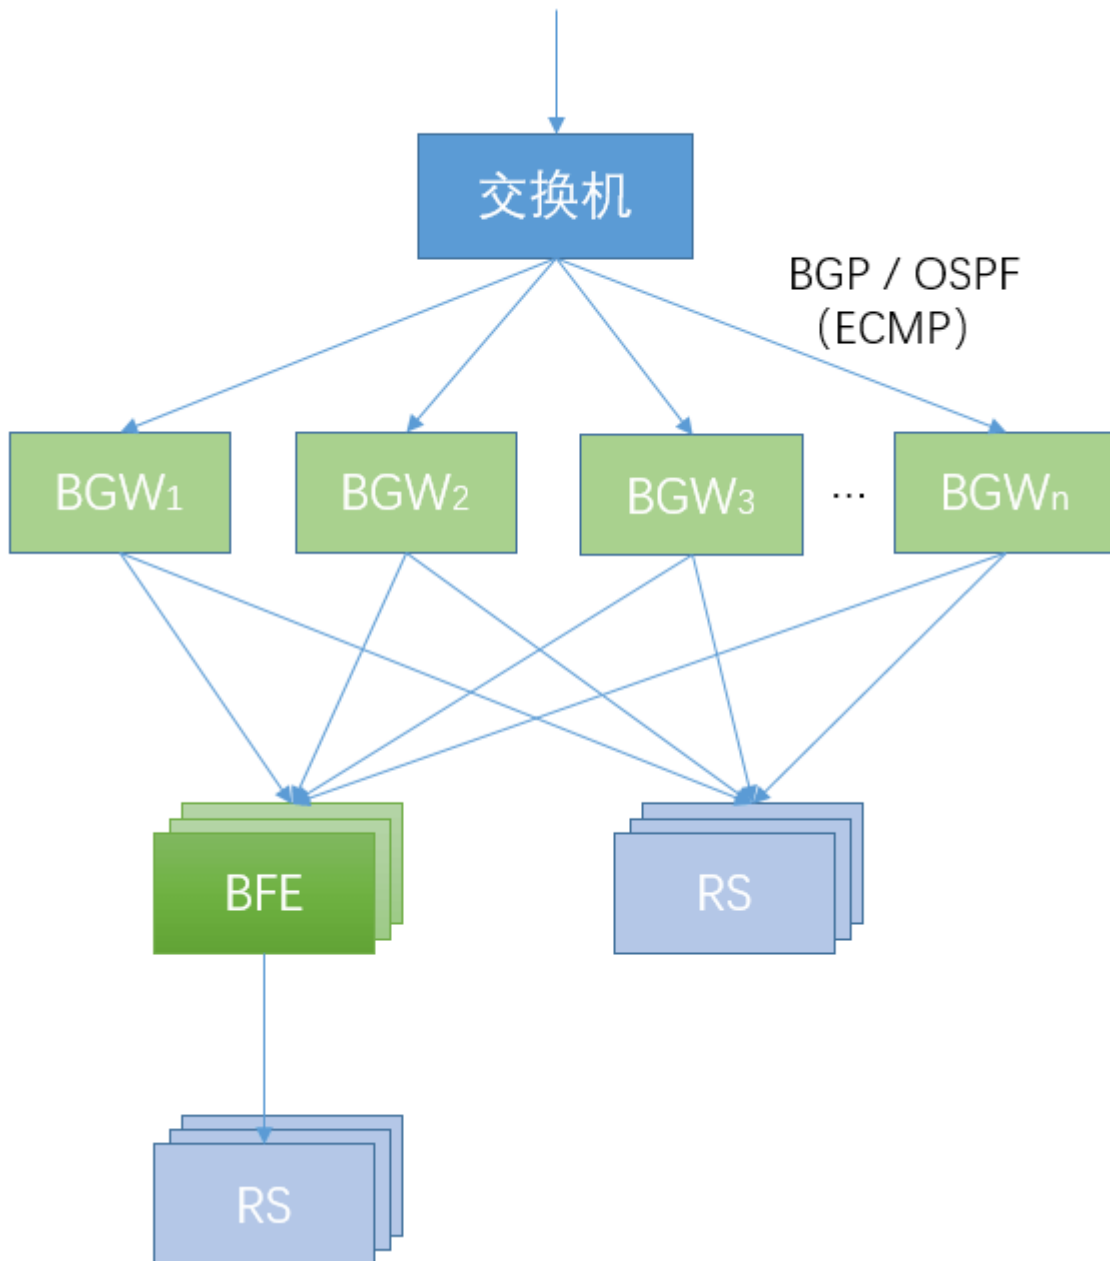 交换机
BGP / OSPF
（ECMP）
BGW1
BGW2
BGW3
...
BGWn
BFE
RS
RS